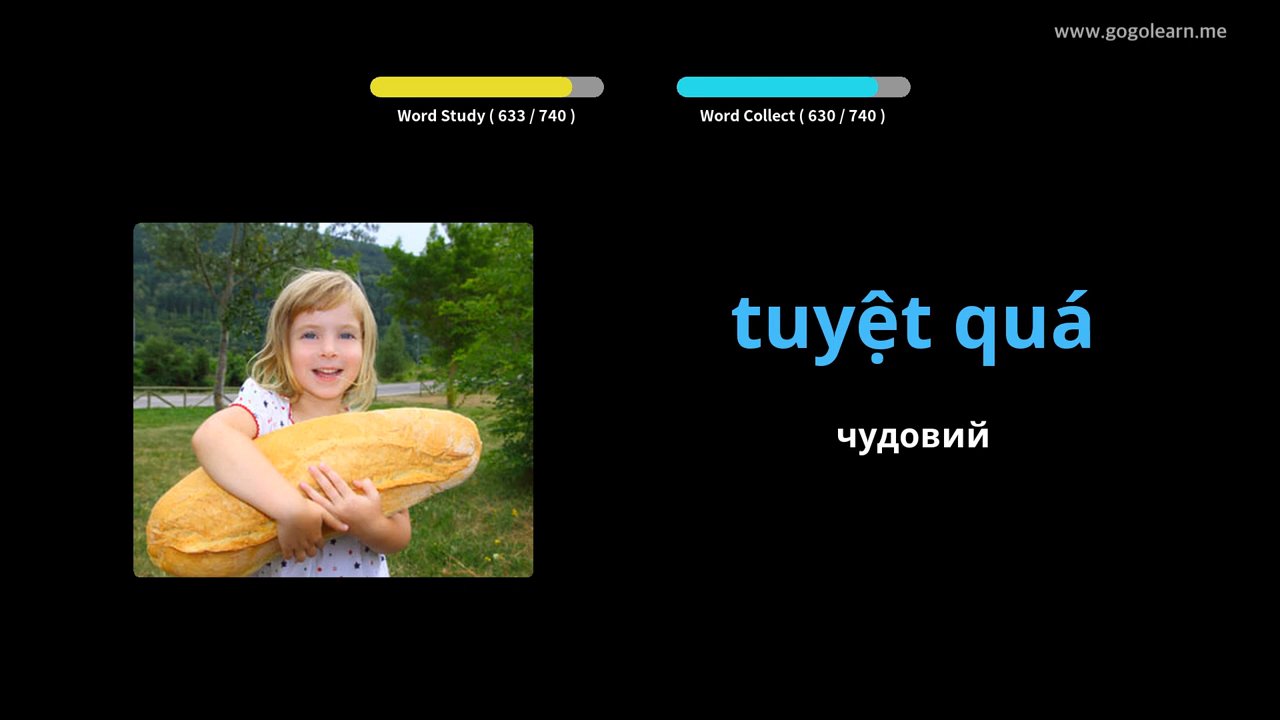 www.gogolearn.me
Word Study ( 633 / 740 )
Word Collect ( 630 / 740 )
tuyệt quá
чудовий